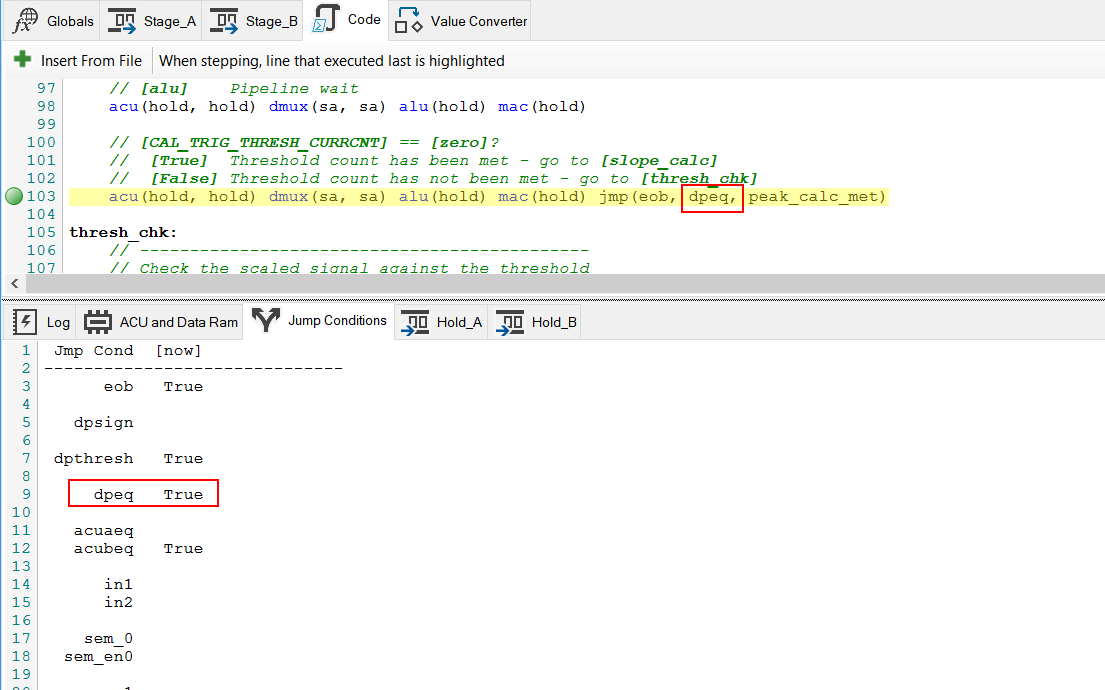 Globals Stage_A Stage_B Code Value Converter
Insert From File When stepping, line that executed last is highlighted
97 // [alu] Pipeline wait
98 acu(hold, hold) dmux(sa, sa) alu(hold) mac(hold)
99
100 // [CAL_TRIG_THRESH_CURRCNT] == [zero]?
101 // [True] Threshold count has been met - go to [slope_calc]
102 // [False] Threshold count has not been met - go to [thresh_chk]
103 acu(hold, hold) dmux(sa, sa) alu(hold) mac(hold) jmp(eob, dpeq, peak_calc_met)
104
105 thresh_chk:
106 // ---------------------------------------------
107 // Check the scaled signal against the threshold
Log ACU and Data Ram Jump Conditions Hold_A Hold_B
1 Jmp Cond [now]
2 ------------------------------
3 eob True
4
5 dpsign
6
7 dpthresh True
8
9 dpeq True
10
11 acuaeq
12 acubeq True
13
14 in1
15 in2
16
17 sem_0
18 sem_en0
19